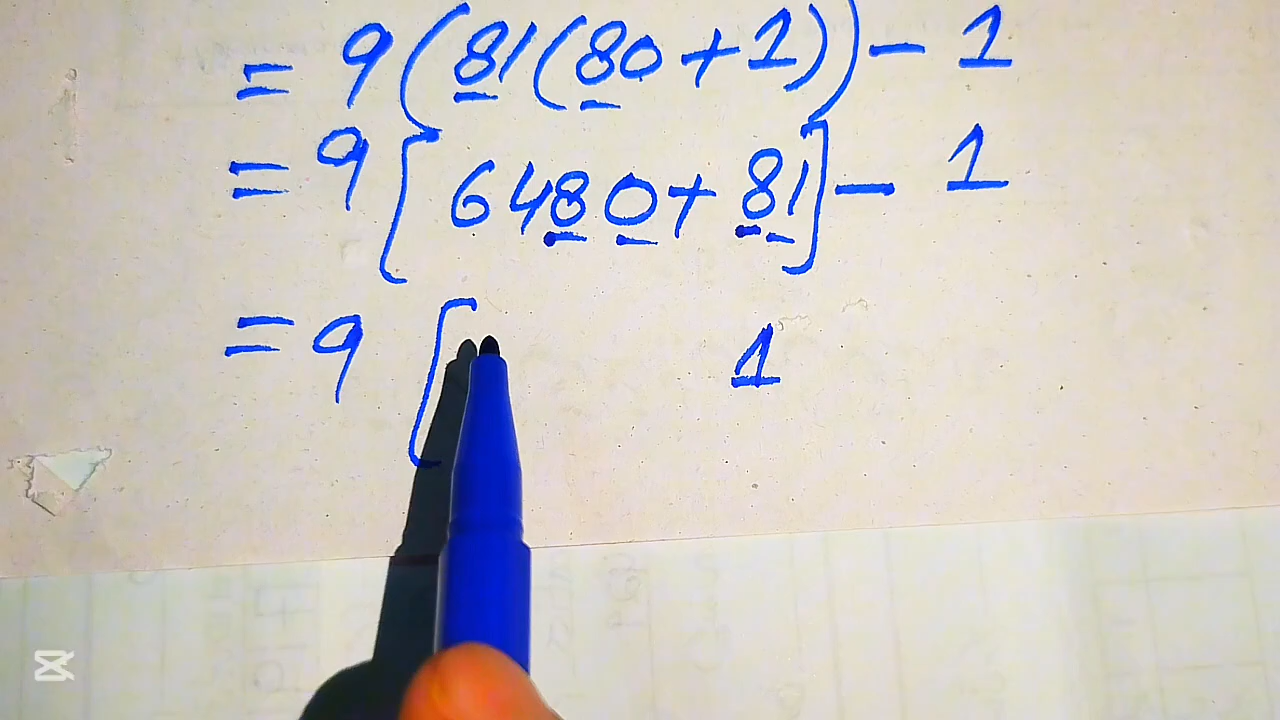 = 9(81(80+1))-1
= 9[6480+81]-1
= 9[ 1